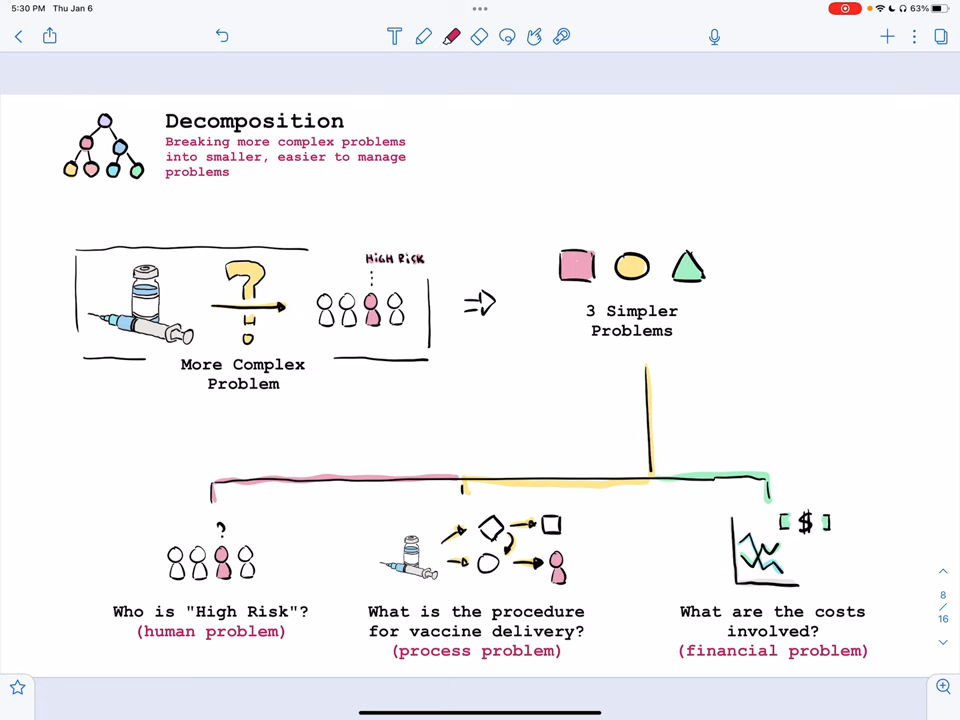 5:30 PM Thu Jan 6
63%
Decomposition
Breaking more complex problems
into smaller, easier to manage
problems
HiGH RiSK
?
3 Simpler
Problems
More Complex
Problem
?
$
Who is "High Risk"?
(human problem)
What is the procedure
for vaccine delivery?
(process problem)
What are the costs
involved?
(financial problem)
8
/
16